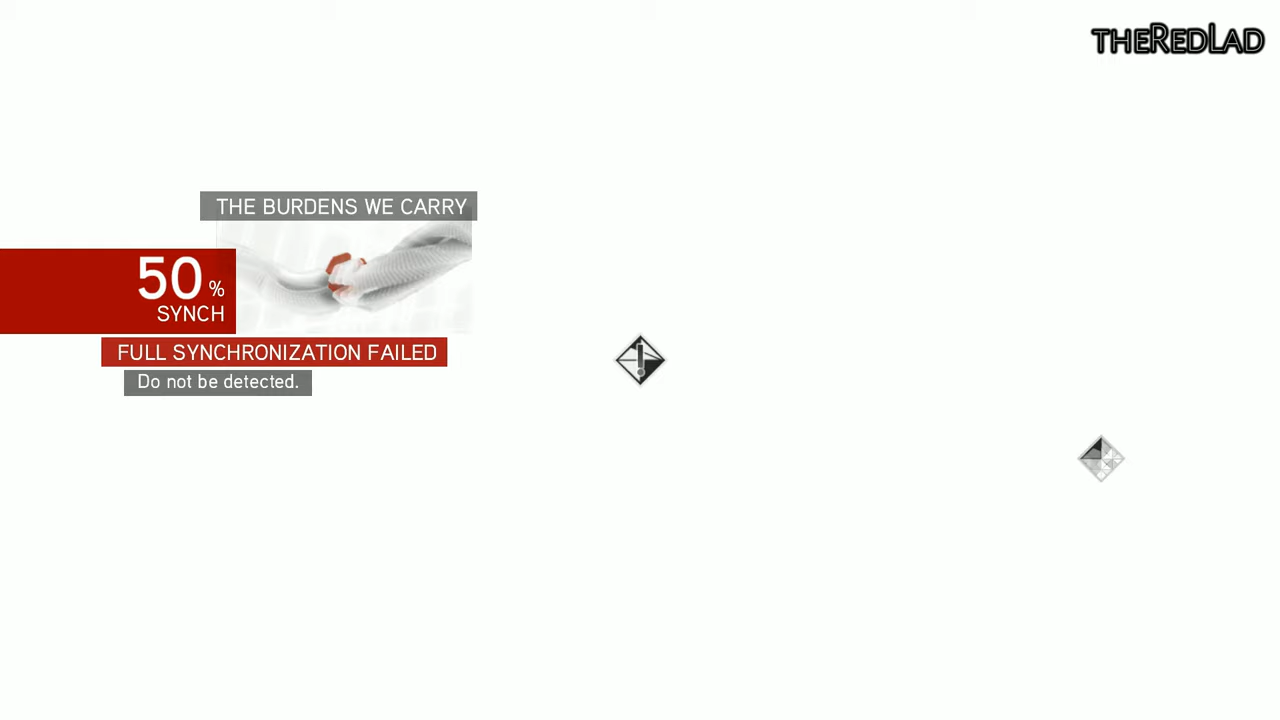 THEREDLAD
THE BURDENS WE CARRY
50 %
SYNCH
FULL SYNCHRONIZATION FAILED
Do not be detected.